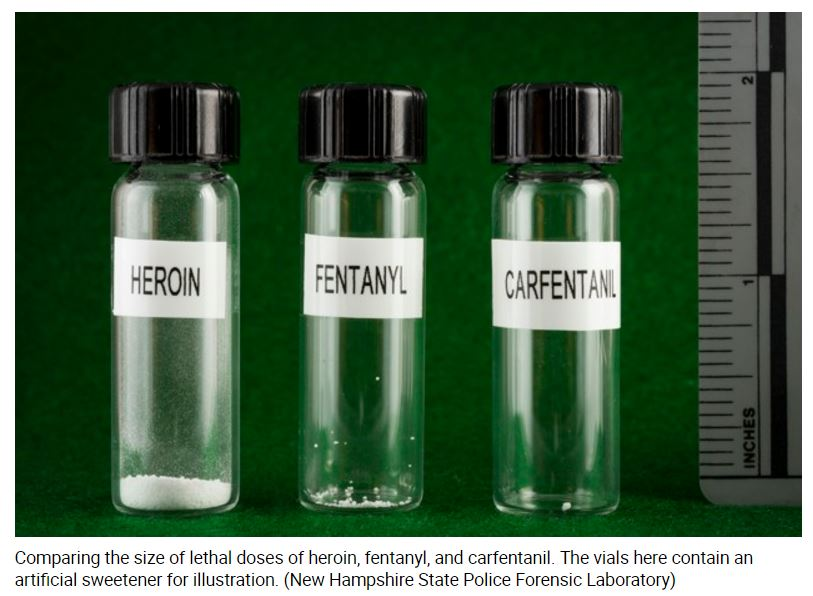 HEROIN
FENTANYL
CARFENTANIL
2
1
INCHES
Comparing the size of lethal doses of heroin, fentanyl, and carfentanil. The vials here contain an
artificial sweetener for illustration. (New Hampshire State Police Forensic Laboratory)